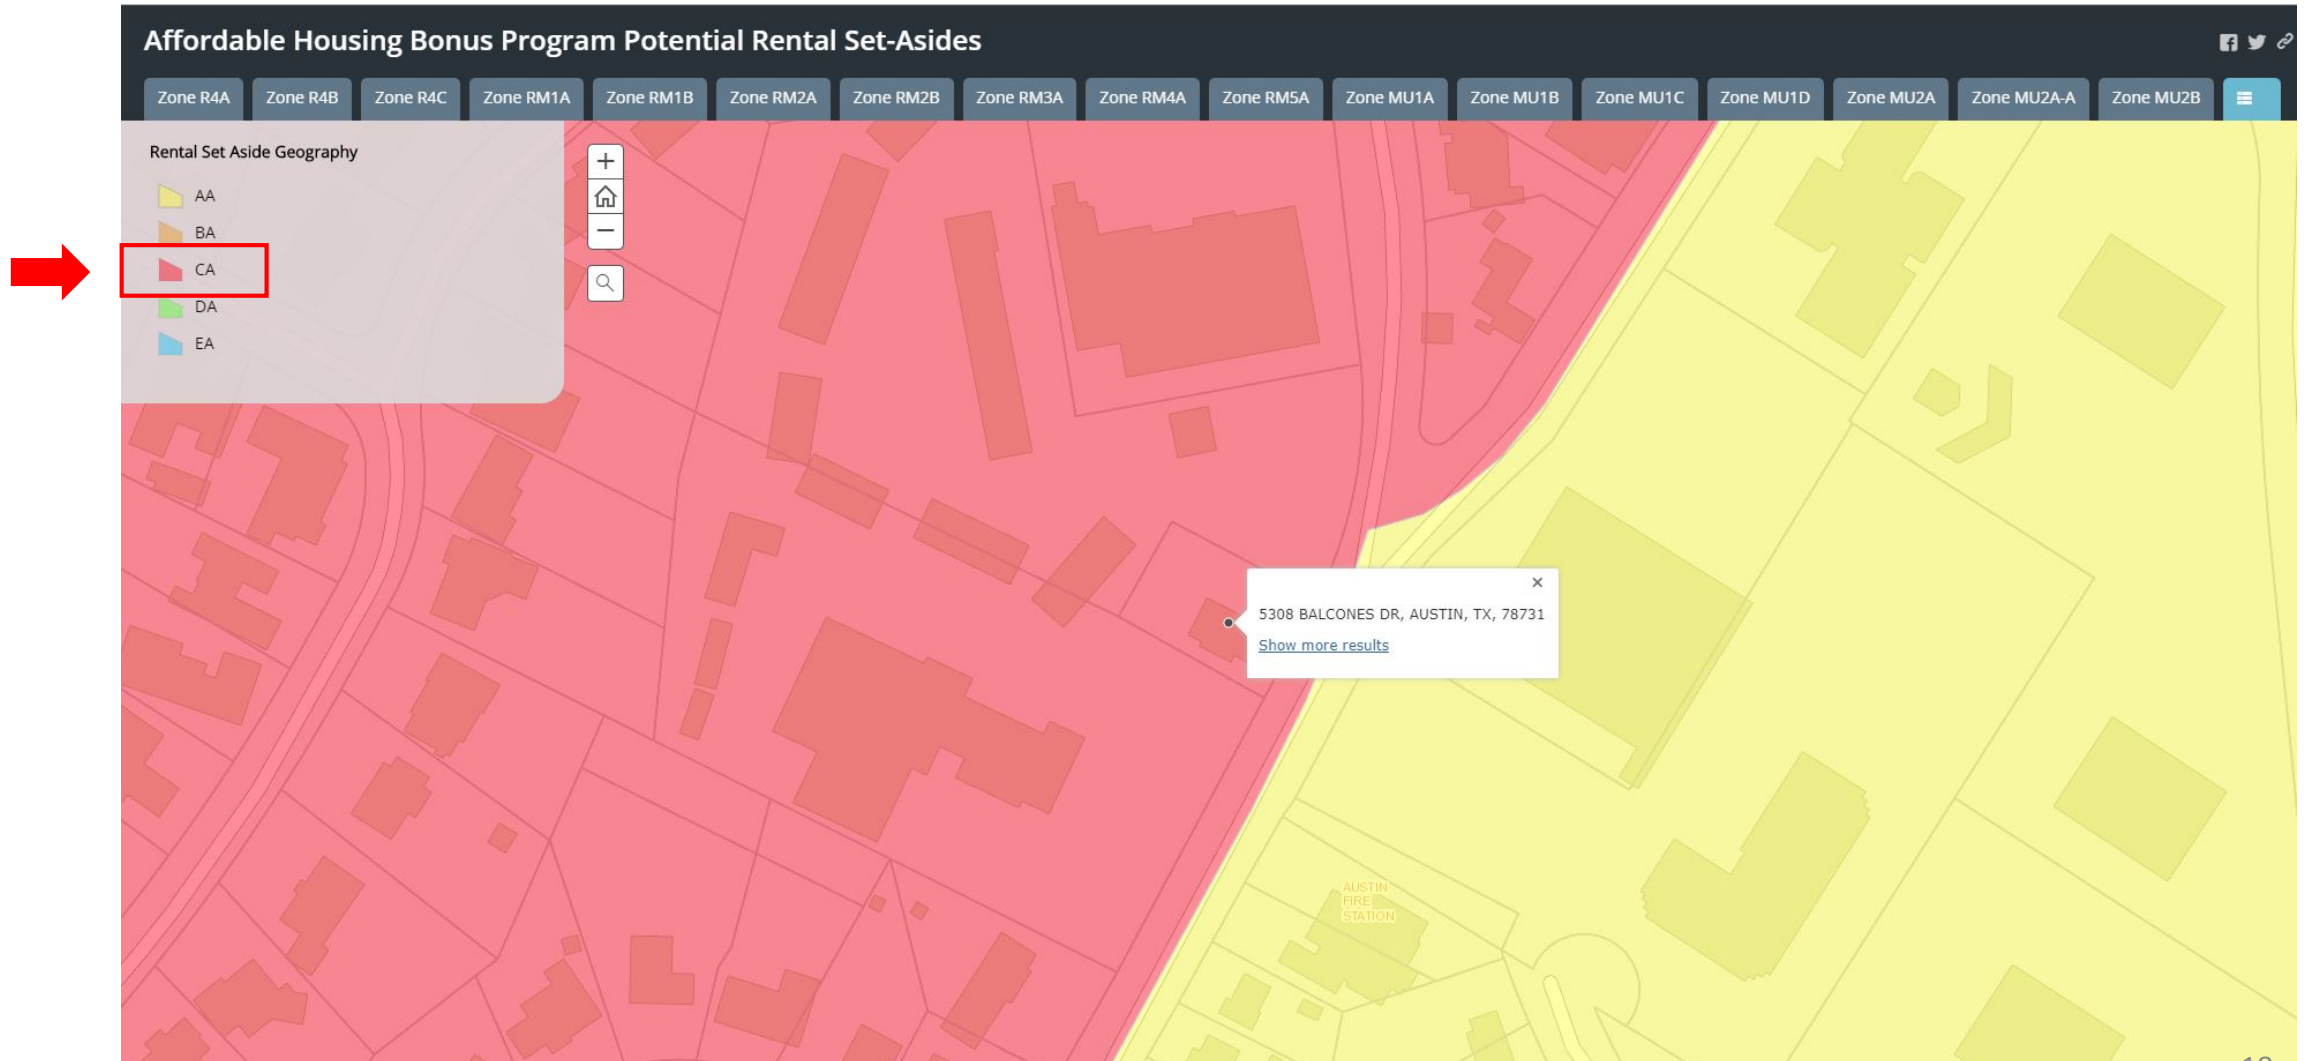 Affordable Housing Bonus Program Potential Rental Set-Asides
Zone R4A Zone R4B Zone R4C Zone RM1A Zone RM1B Zone RM2A Zone RM2B Zone RM3A Zone RM4A Zone RM5A Zone MU1A Zone MU1B Zone MU1C Zone MU1D Zone MU2A Zone MU2A-A Zone MU2B
Rental Set Aside Geography
AA
BA
CA
DA
EA
5308 BALCONES DR, AUSTIN, TX, 78731
Show more results
AUSTIN
FIRE
STATION